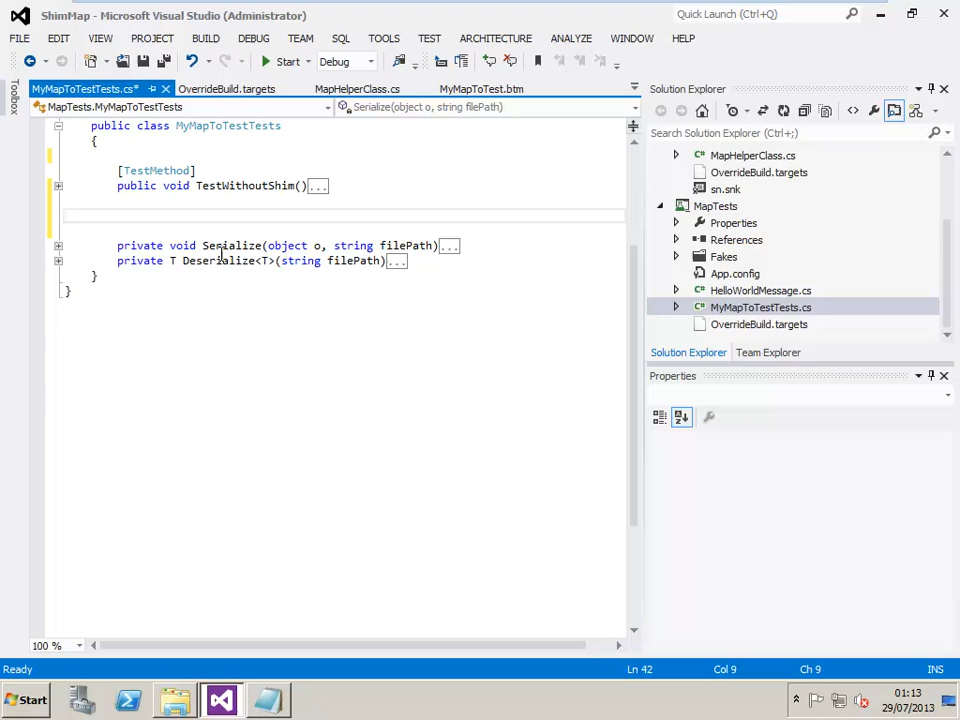 ShimMap - Microsoft Visual Studio (Administrator)
Quick Launch (Ctrl+Q)
FILE EDIT VIEW PROJECT BUILD DEBUG TEAM SQL TOOLS TEST ARCHITECTURE ANALYZE WINDOW HELP
Start Debug
Toolbox
MyMapToTestTests.cs* OverrideBuild.targets MapHelperClass.cs MyMapToTest.btm
MapTests.MyMapToTestTests Serialize(object o, string filePath)
public class MyMapToTestTests
{
[TestMethod]
public void TestWithoutShim()...
private void Serialize(object o, string filePath)...
private T Deserialize<T>(string filePath)...
}
}
100 %
Solution Explorer
Search Solution Explorer (Ctrl+;)
MapHelperClass.cs
OverrideBuild.targets
sn.snk
MapTests
Properties
References
Fakes
App.config
HelloWorldMessage.cs
MyMapToTestTests.cs
OverrideBuild.targets
Solution Explorer Team Explorer
Properties
Ready Ln 42 Col 9 Ch 9 INS
Start
01:13
29/07/2013